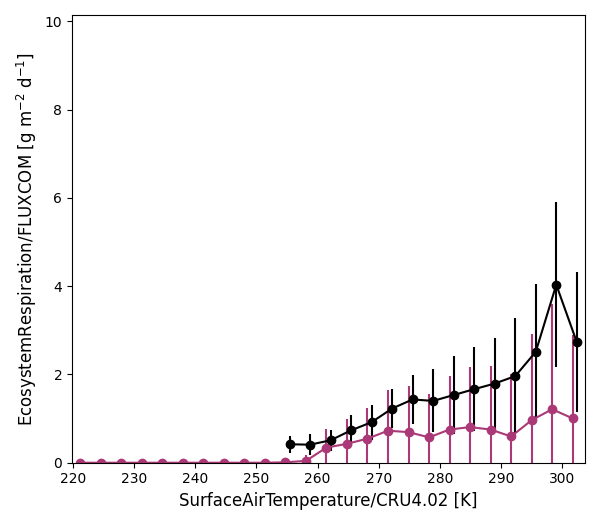 10
8
6
4
2
0
EcosystemRespiration/FLUXCOM [g m⁻² d⁻¹]
220 230 240 250 260 270 280 290 300
SurfaceAirTemperature/CRU4.02 [K]